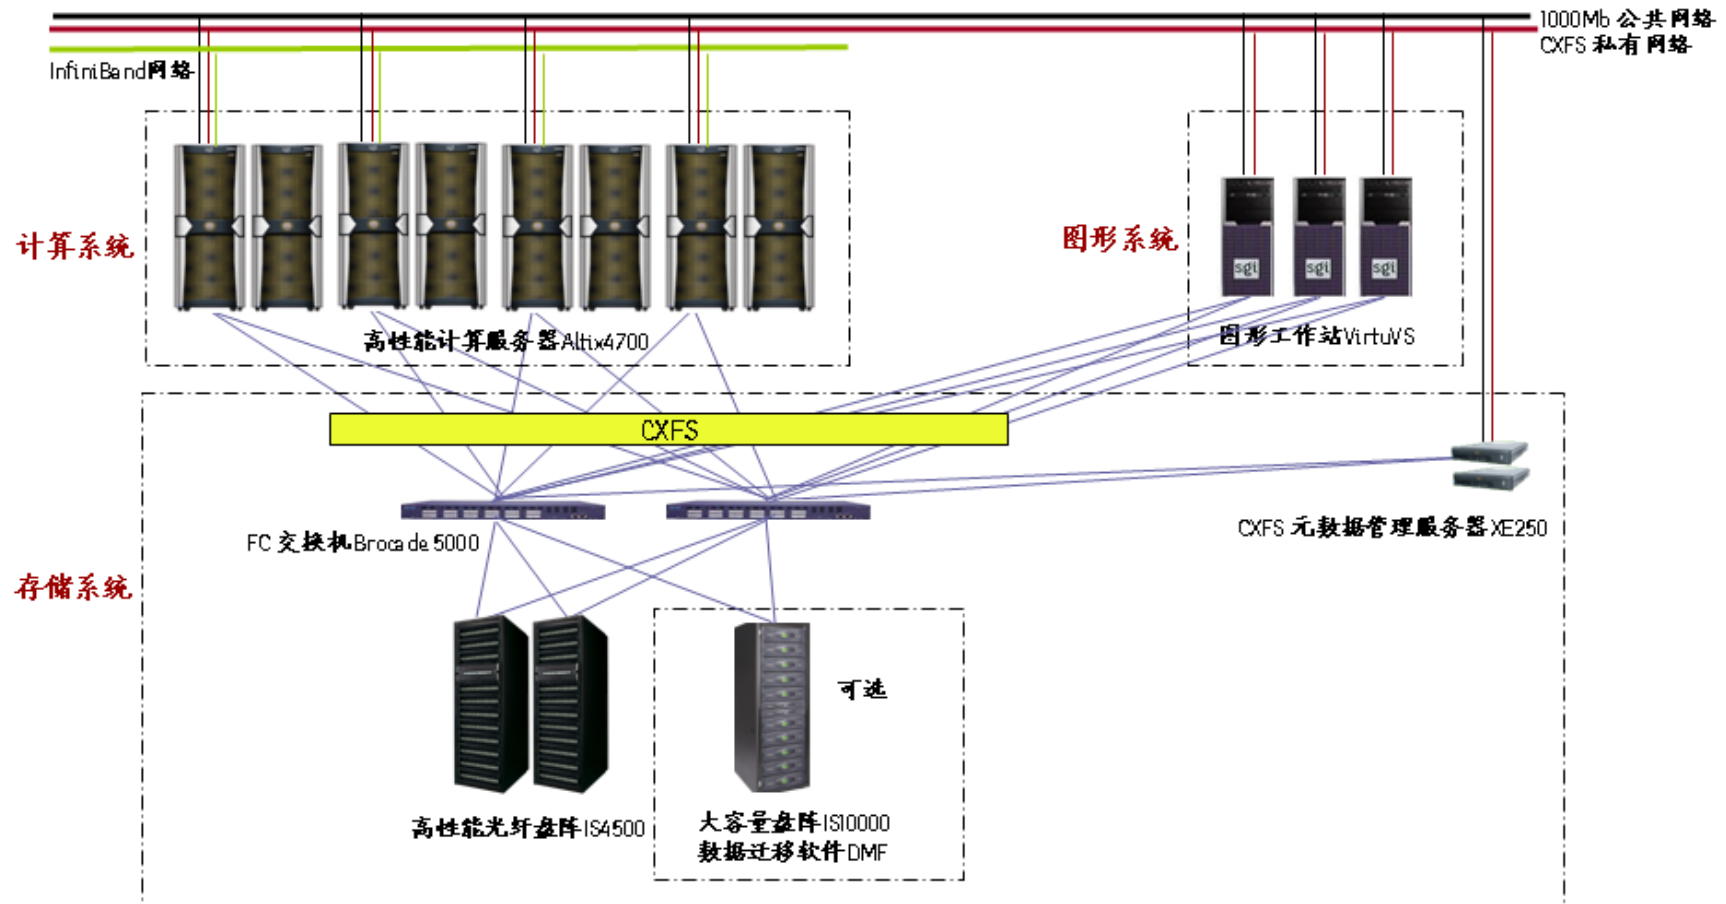 1000Mb 公共网络
CXFS 私有网络
InfiniBand网络
计算系统
图形系统
sgi
sgi
sgi
高性能计算服务器Altix4700
图形工作站VirtuVS
CXFS
FC 交换机Brocade 5000
CXFS 元数据管理服务器XE250
存储系统
可选
高性能光纤盘阵IS4500
大容量盘阵IS10000
数据迁移软件DMF